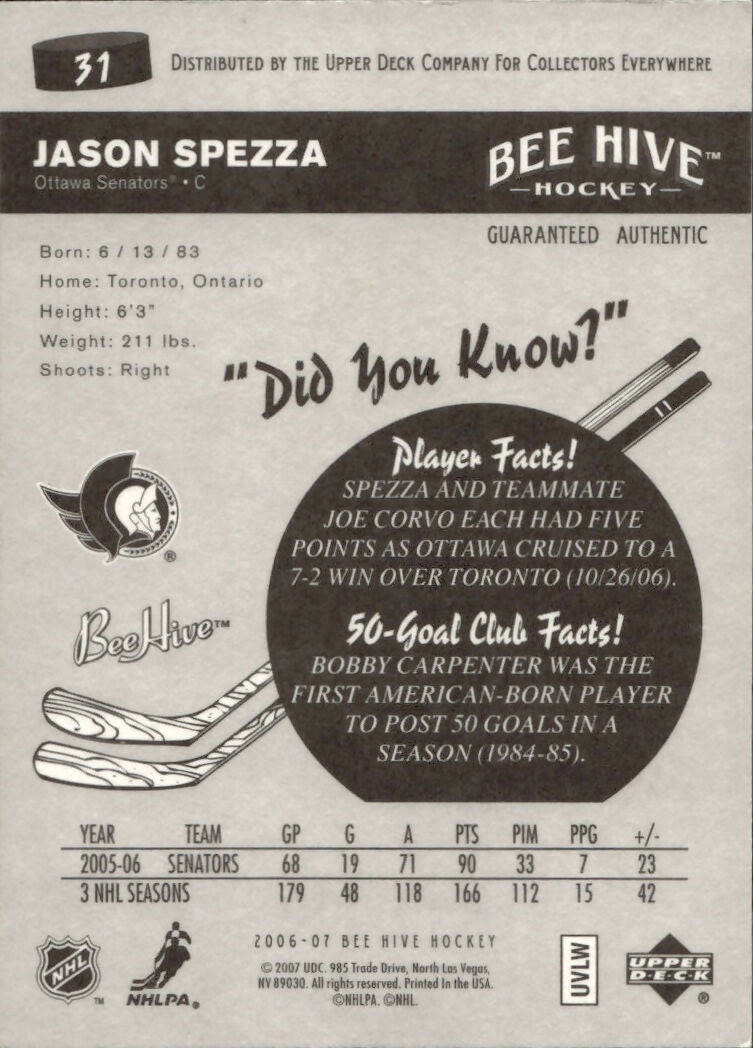 31
DISTRIBUTED BY THE UPPER DECK COMPANY FOR COLLECTORS EVERYWHERE
JASON SPEZZA
Ottawa Senators® • C
BEE HIVE™
HOCKEY
GUARANTEED AUTHENTIC
Born: 6 / 13 / 83
Home: Toronto, Ontario
Height: 6'3"
Weight: 211 lbs.
Shoots: Right
"Did You Know?"
11
Player Facts!
SPEZZA AND TEAMMATE
JOE CORVO EACH HAD FIVE
POINTS AS OTTAWA CRUISED TO A
7-2 WIN OVER TORONTO (10/26/06).
®
BeeHive™
50-Goal Club Facts!
BOBBY CARPENTER WAS THE
FIRST AMERICAN-BORN PLAYER
TO POST 50 GOALS IN A
SEASON (1984-85).
YEAR TEAM GP G A PTS PIM PPG +/-
2005-06 SENATORS 68 19 71 90 33 7 23
3 NHL SEASONS 179 48 118 166 112 15 42
2006-07 BEE HIVE HOCKEY
© 2007 UDC. 985 Trade Drive, North Las Vegas,
NV 89030. All rights reserved. Printed In the USA.
©NHLPA. ©NHL.
NHL™
NHLPA®
UVLW
UPPER
D·E·C·K®